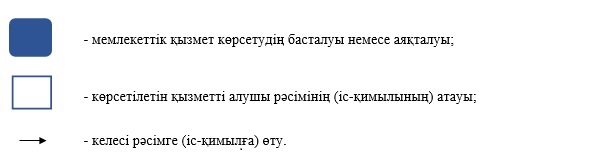 - мемлекеттік қызмет көрсетудің басталуы немесе аяқталуы;
- көрсетілетін қызметті алушы рәсімінің (іс-қимылының) атауы;
- келесі рәсімге (іс-қимылға) өту.